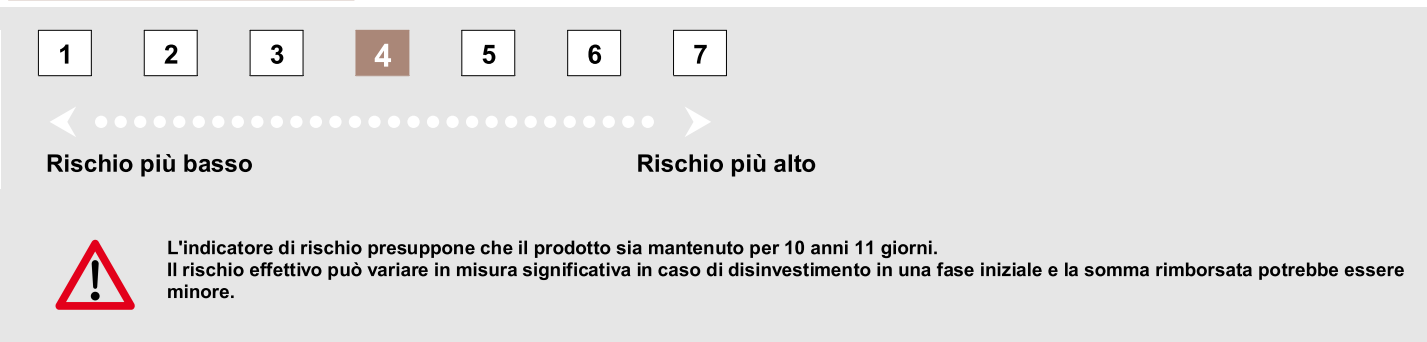 1 2 3 4 5 6 7
Rischio più basso Rischio più alto
L'indicatore di rischio presuppone che il prodotto sia mantenuto per 10 anni 11 giorni.
Il rischio effettivo può variare in misura significativa in caso di disinvestimento in una fase iniziale e la somma rimborsata potrebbe essere
minore.